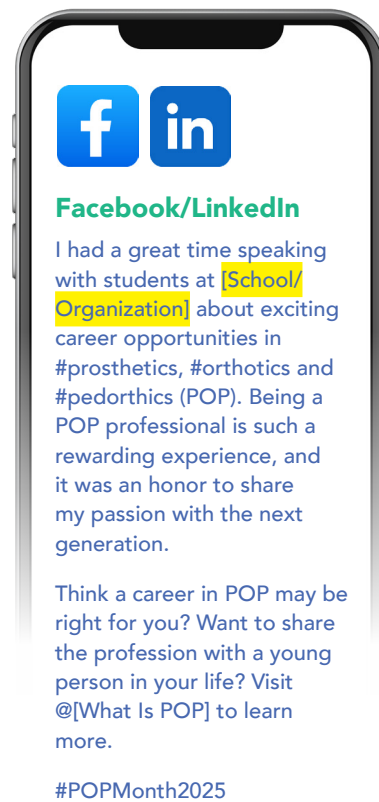 f in
Facebook/LinkedIn
I had a great time speaking
with students at [School/
Organization] about exciting
career opportunities in
#prosthetics, #orthotics and
#pedorthics (POP). Being a
POP professional is such a
rewarding experience, and
it was an honor to share
my passion with the next
generation.
Think a career in POP may be
right for you? Want to share
the profession with a young
person in your life? Visit
@[What Is POP] to learn
more.
#POPMonth2025